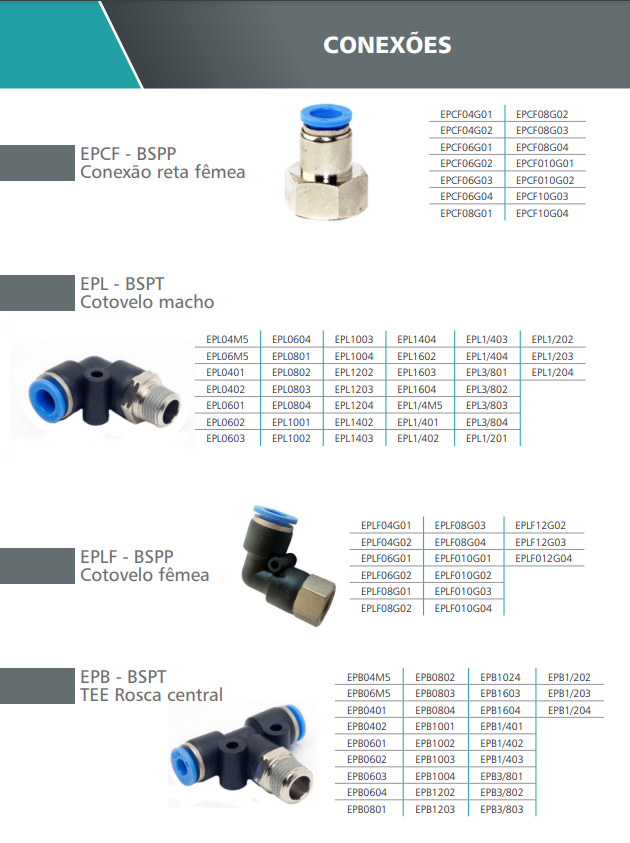 CONEXÕES
EPCF - BSPP
Conexão reta fêmea
EPCF04G01 EPCF08G02
EPCF04G02 EPCF08G03
EPCF06G01 EPCF08G04
EPCF06G02 EPCF010G01
EPCF06G03 EPCF010G02
EPCF06G04 EPCF10G03
EPCF08G01 EPCF10G04
EPL - BSPT
Cotovelo macho
EPL04M5 EPL0604 EPL1003 EPL1404 EPL1/403 EPL1/202
EPL06M5 EPL0801 EPL1004 EPL1602 EPL1/404 EPL1/203
EPL0401 EPL0802 EPL1202 EPL1603 EPL3/801 EPL1/204
EPL0402 EPL0803 EPL1203 EPL1604 EPL3/802
EPL0601 EPL0804 EPL1204 EPL1/4M5 EPL3/803
EPL0602 EPL1001 EPL1402 EPL1/401 EPL3/804
EPL0603 EPL1002 EPL1403 EPL1/402 EPL1/201
EPLF - BSPP
Cotovelo fêmea
EPLF04G01 EPLF08G03 EPLF12G02
EPLF04G02 EPLF08G04 EPLF12G03
EPLF06G01 EPLF010G01 EPLF012G04
EPLF06G02 EPLF010G02
EPLF08G01 EPLF010G03
EPLF08G02 EPLF010G04
EPB - BSPT
TEE Rosca central
EPB04M5 EPB0802 EPB1024 EPB1/202
EPB06M5 EPB0803 EPB1603 EPB1/203
EPB0401 EPB0804 EPB1604 EPB1/204
EPB0402 EPB1001 EPB1/401
EPB0601 EPB1002 EPB1/402
EPB0602 EPB1003 EPB1/403
EPB0603 EPB1004 EPB3/801
EPB0604 EPB1202 EPB3/802
EPB0801 EPB1203 EPB3/803